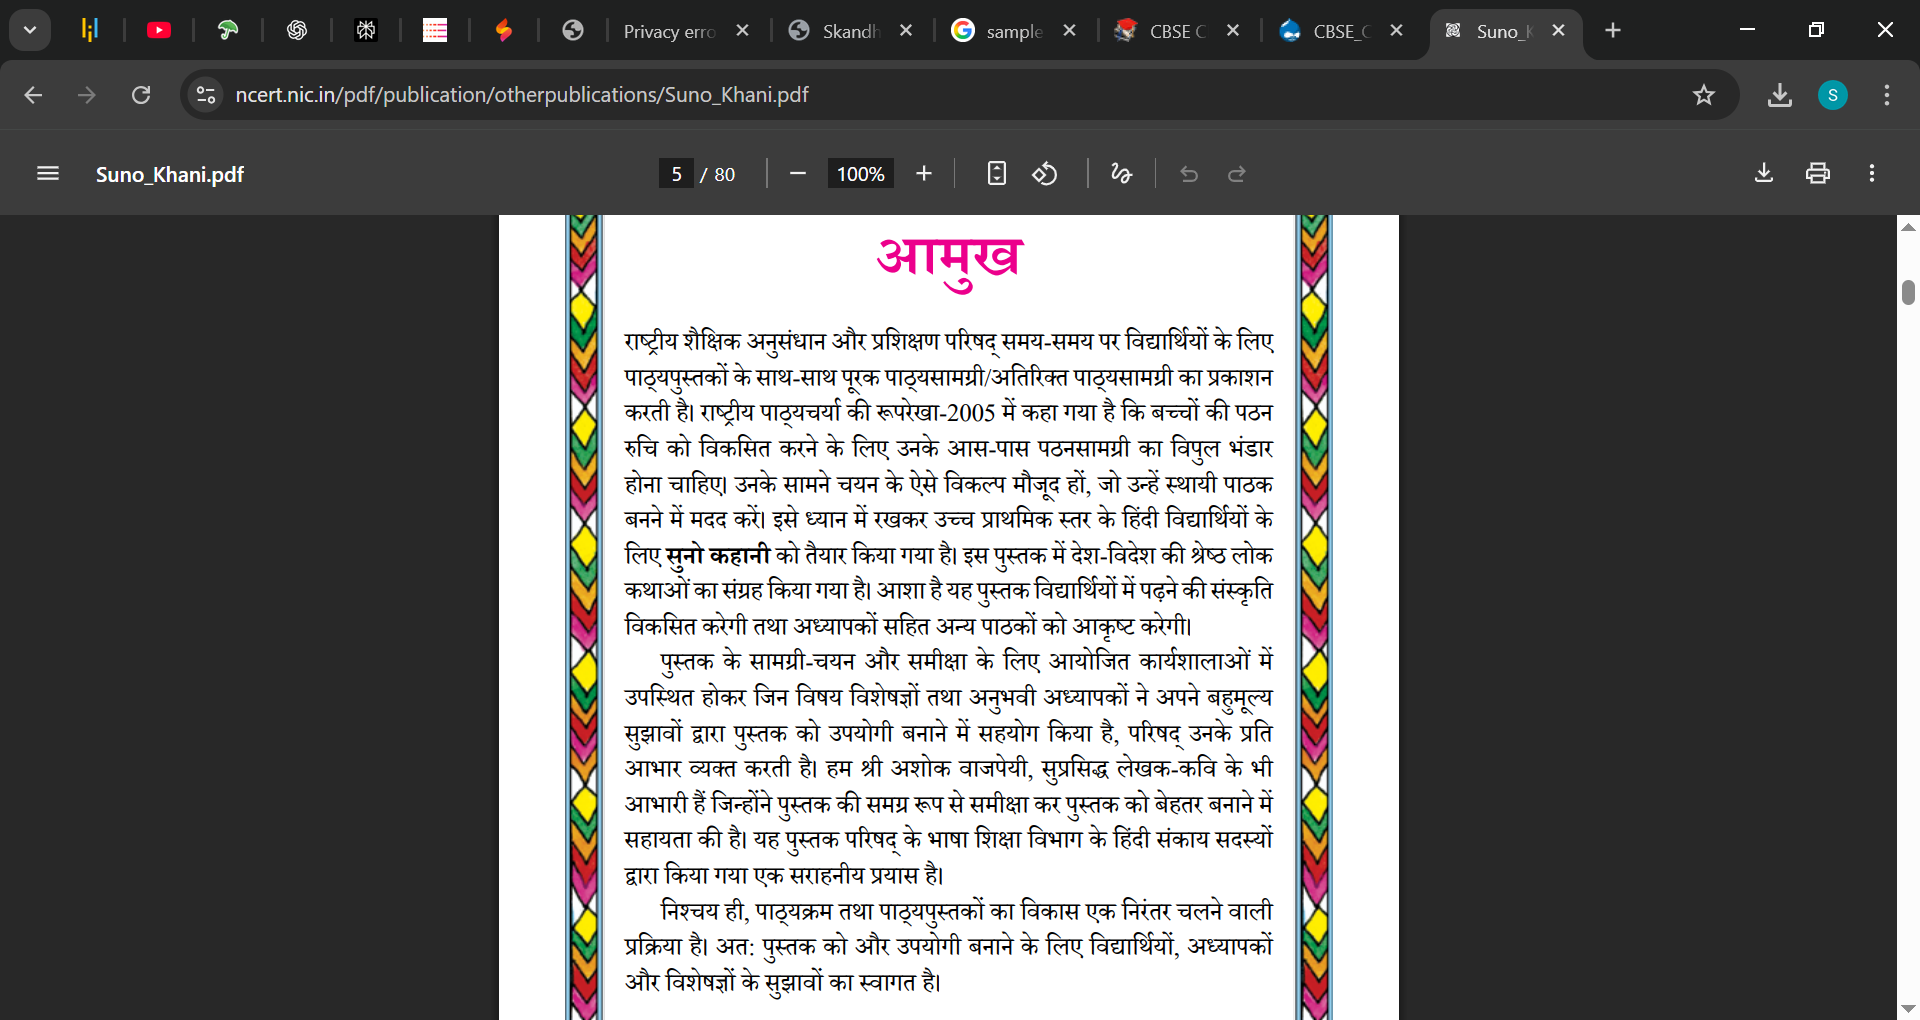 Privacy erro
Skandh
sample
CBSE C
CBSE_C
Suno_K
ncert.nic.in/pdf/publication/otherpublications/Suno_Khani.pdf
S
Suno_Khani.pdf
5 / 80
100%
आमुख
राष्ट्रीय शैक्षिक अनुसंधान और प्रशिक्षण परिषद् समय-समय पर विद्यार्थियों के लिए
पाठ्यपुस्तकों के साथ-साथ पूरक पाठ्यसामग्री/अतिरिक्त पाठ्यसामग्री का प्रकाशन
करती है। राष्ट्रीय पाठ्यचर्या की रूपरेखा-2005 में कहा गया है कि बच्चों की पठन
रुचि को विकसित करने के लिए उनके आस-पास पठनसामग्री का विपुल भंडार
होना चाहिए। उनके सामने चयन के ऐसे विकल्प मौजूद हों, जो उन्हें स्थायी पाठक
बनने में मदद करें। इसे ध्यान में रखकर उच्च प्राथमिक स्तर के हिंदी विद्यार्थियों के
लिए सुनो कहानी को तैयार किया गया है। इस पुस्तक में देश-विदेश की श्रेष्ठ लोक
कथाओं का संग्रह किया गया है। आशा है यह पुस्तक विद्यार्थियों में पढ़ने की संस्कृति
विकसित करेगी तथा अध्यापकों सहित अन्य पाठकों को आकृष्ट करेगी।
पुस्तक के सामग्री-चयन और समीक्षा के लिए आयोजित कार्यशालाओं में
उपस्थित होकर जिन विषय विशेषज्ञों तथा अनुभवी अध्यापकों ने अपने बहुमूल्य
सुझावों द्वारा पुस्तक को उपयोगी बनाने में सहयोग किया है, परिषद् उनके प्रति
आभार व्यक्त करती है। हम श्री अशोक वाजपेयी, सुप्रसिद्ध लेखक-कवि के भी
आभारी हैं जिन्होंने पुस्तक की समग्र रूप से समीक्षा कर पुस्तक को बेहतर बनाने में
सहायता की है। यह पुस्तक परिषद् के भाषा शिक्षा विभाग के हिंदी संकाय सदस्यों
द्वारा किया गया एक सराहनीय प्रयास है।
निश्चय ही, पाठ्यक्रम तथा पाठ्यपुस्तकों का विकास एक निरंतर चलने वाली
प्रक्रिया है। अत: पुस्तक को और उपयोगी बनाने के लिए विद्यार्थियों, अध्यापकों
और विशेषज्ञों के सुझावों का स्वागत है।